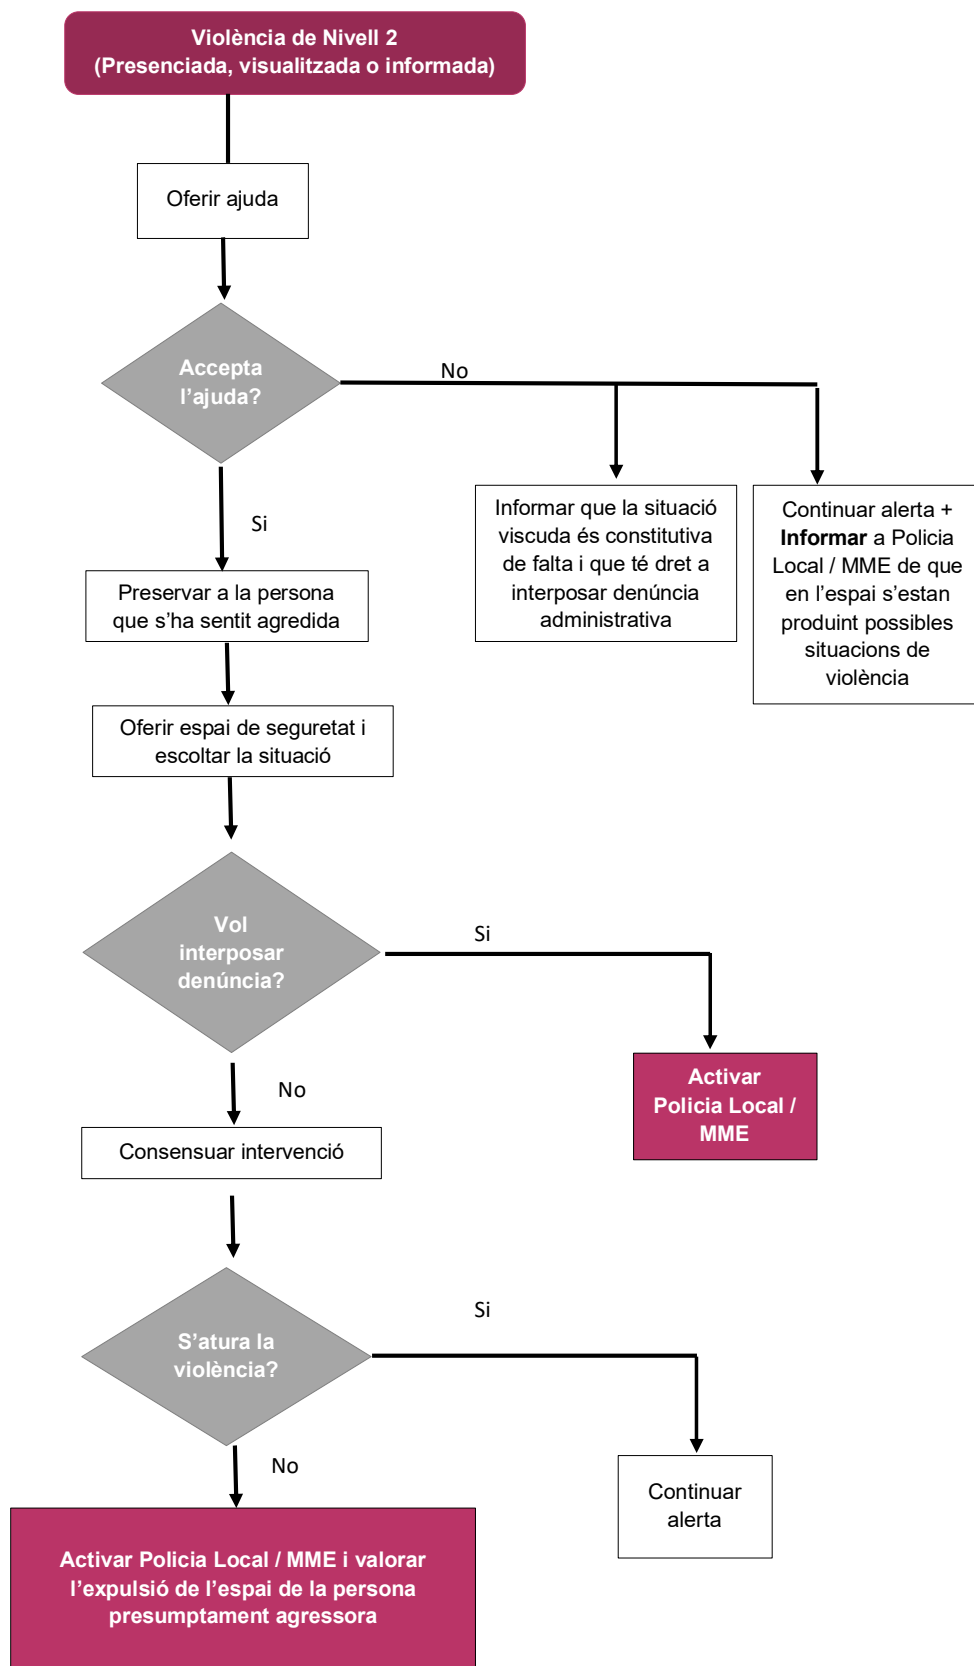 Violència de Nivell 2
(Presenciada, visualitzada o informada)
Oferir ajuda
Accepta
l’ajuda?
No
Si
Informar que la situació
viscuda és constitutiva
de falta i que té dret a
interposar denúncia
administrativa
Continuar alerta +
Informar a Policia
Local / MME de que
en l’espai s’estan
produint possibles
situacions de
violència
Preservar a la persona
que s’ha sentit agredida
Oferir espai de seguretat i
escoltar la situació
Vol
interposar
denúncia?
Si
No
Activar
Policia Local /
MME
Consensuar intervenció
S’atura la
violència?
Si
No
Continuar
alerta
Activar Policia Local / MME i valorar
l’expulsió de l’espai de la persona
presumptament agressora